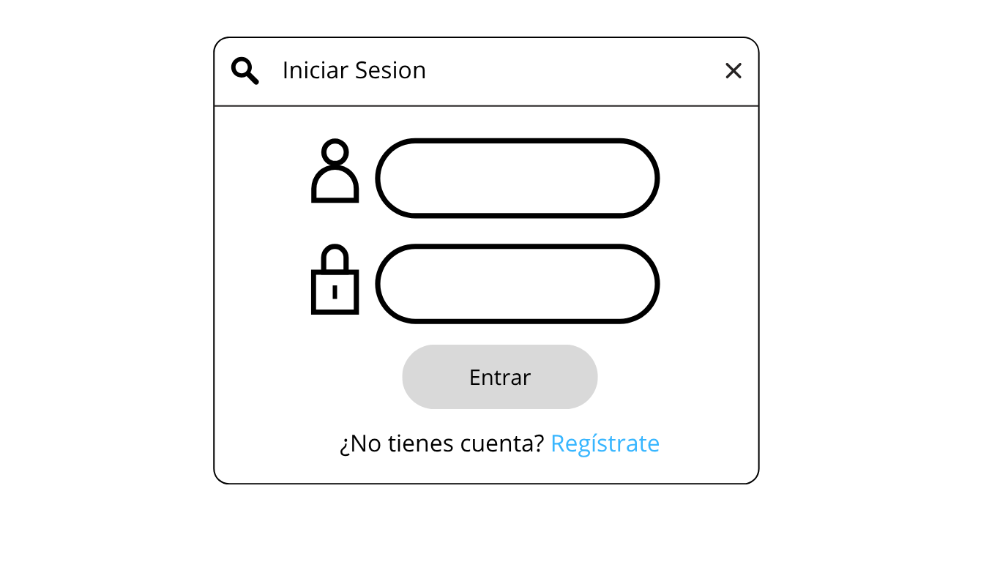 Iniciar Sesion
Entrar
¿No tienes cuenta? Regístrate